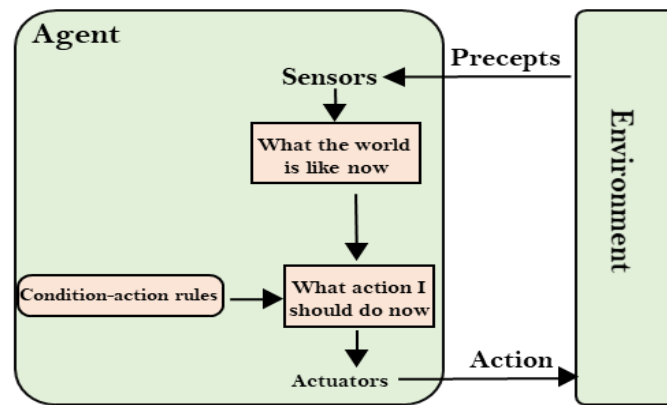 Agent
Precepts
Sensors
What the world
is like now
Environment
Condition-action rules
What action I
should do now
Actuators
Action